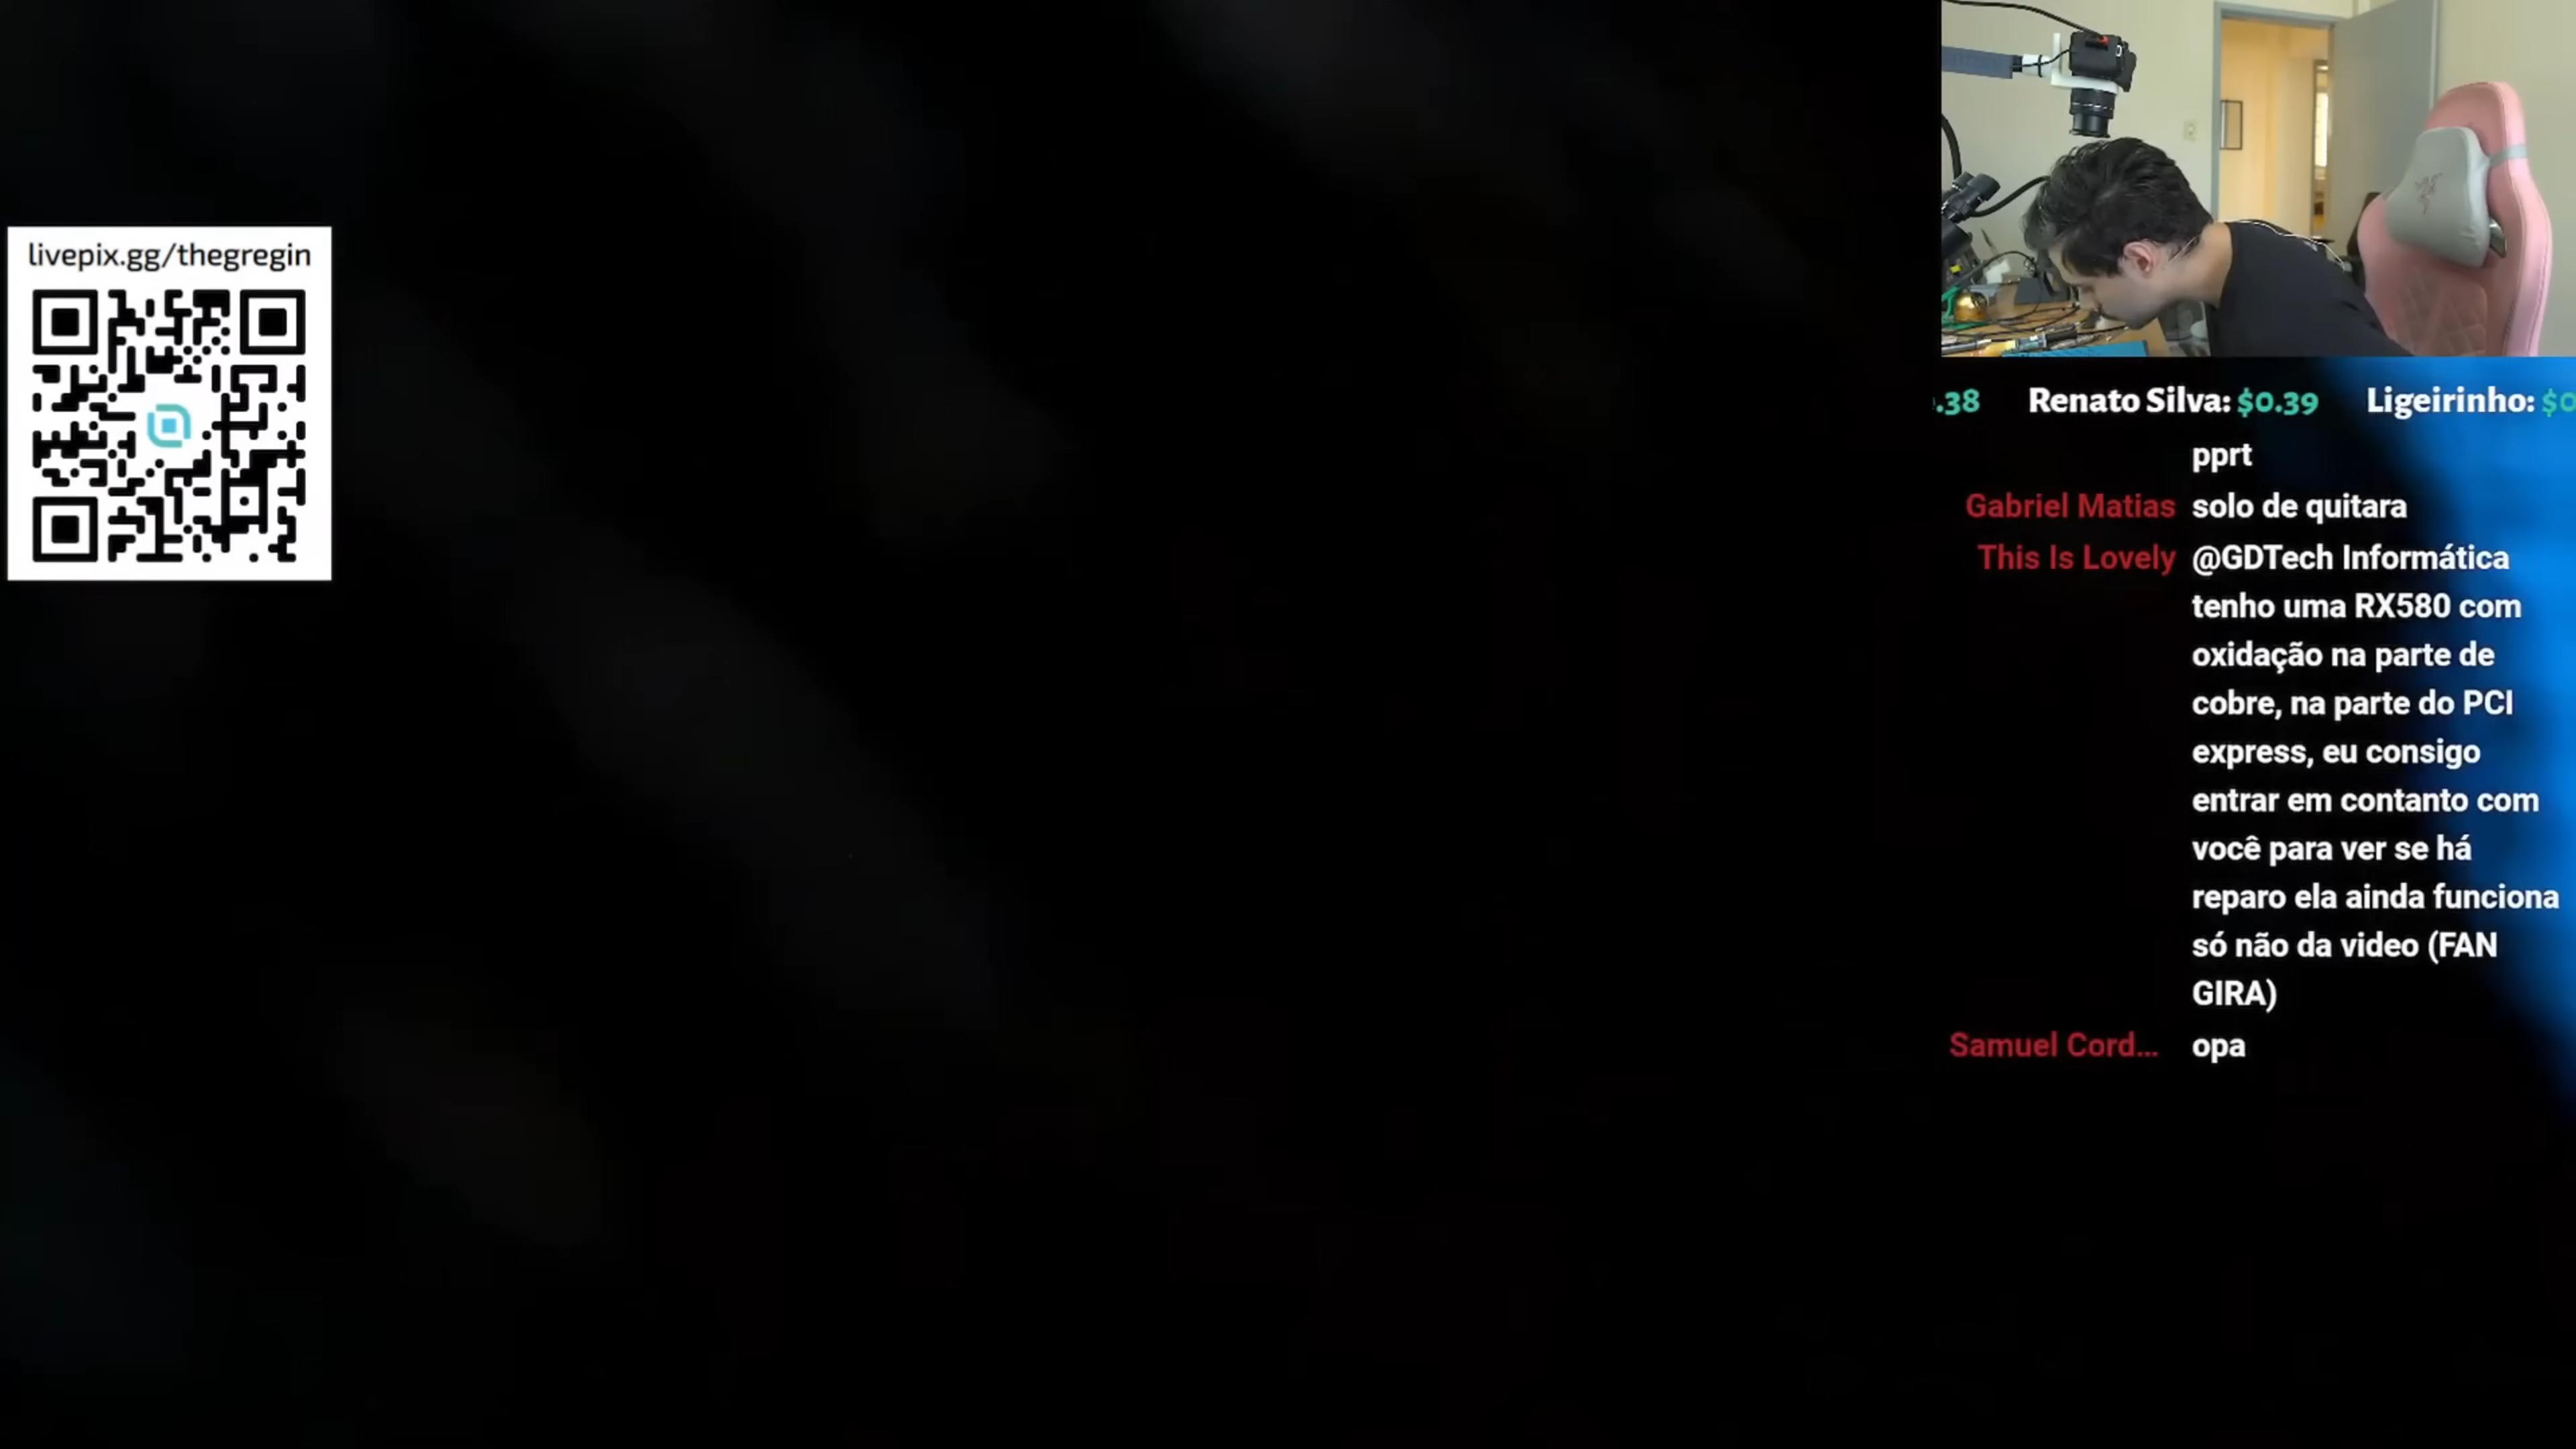 livepix.gg/thegregin
.38 Renato Silva: $0.39 Ligeirinho: $0
pprt
Gabriel Matias solo de quitara
This Is Lovely @GDTech Informática
tenho uma RX580 com
oxidação na parte de
cobre, na parte do PCI
express, eu consigo
entrar em contanto com
você para ver se há
reparo ela ainda funciona
só não da video (FAN
GIRA)
Samuel Cord... opa